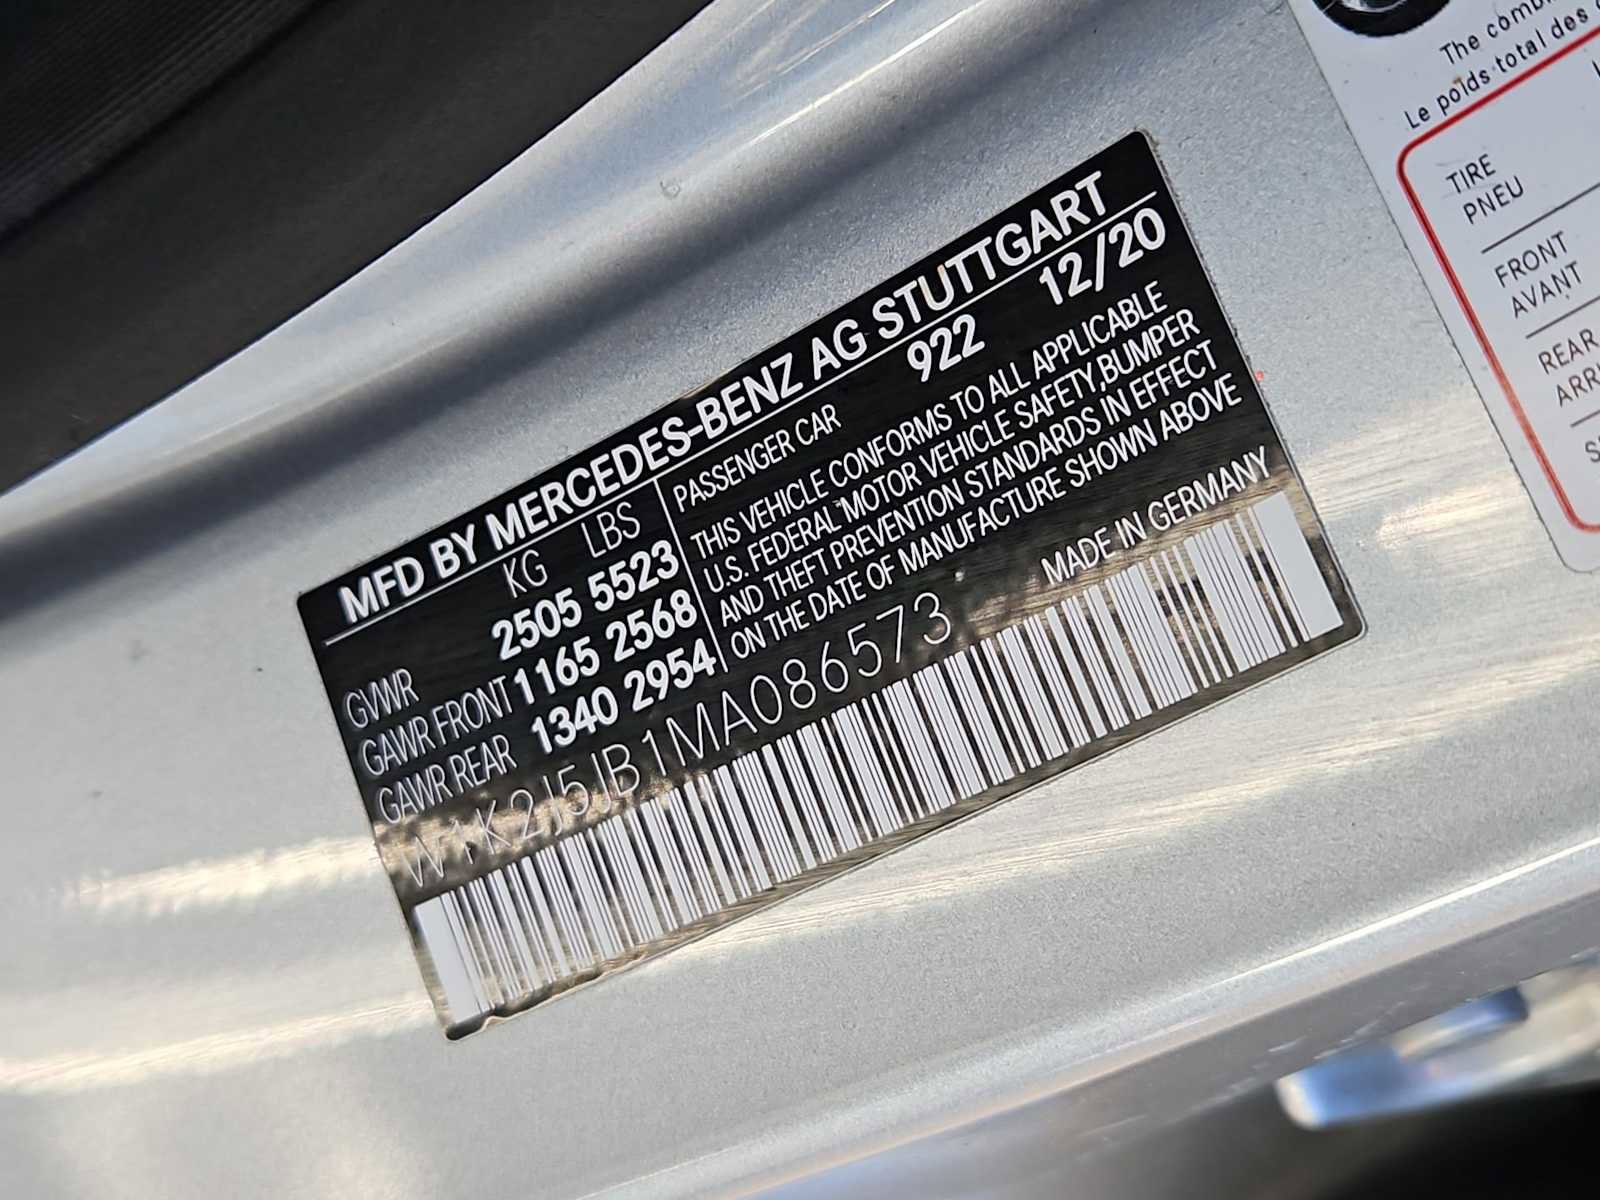 MFD BY MERCEDES-BENZ AG STUTTGART
KG LBS
GVWR 2505 5523
GAWR FRONT 1165 2568
GAWR REAR 1340 2954
PASSENGER CAR 922 12/20
THIS VEHICLE CONFORMS TO ALL APPLICABLE
U.S. FEDERAL MOTOR VEHICLE SAFETY,BUMPER
AND THEFT PREVENTION STANDARDS IN EFFECT
ON THE DATE OF MANUFACTURE SHOWN ABOVE
MADE IN GERMANY
W1K2J5JB1MA086573
The
Le poids total des
TIRE
PNEU
FRONT
AVANT
REAR